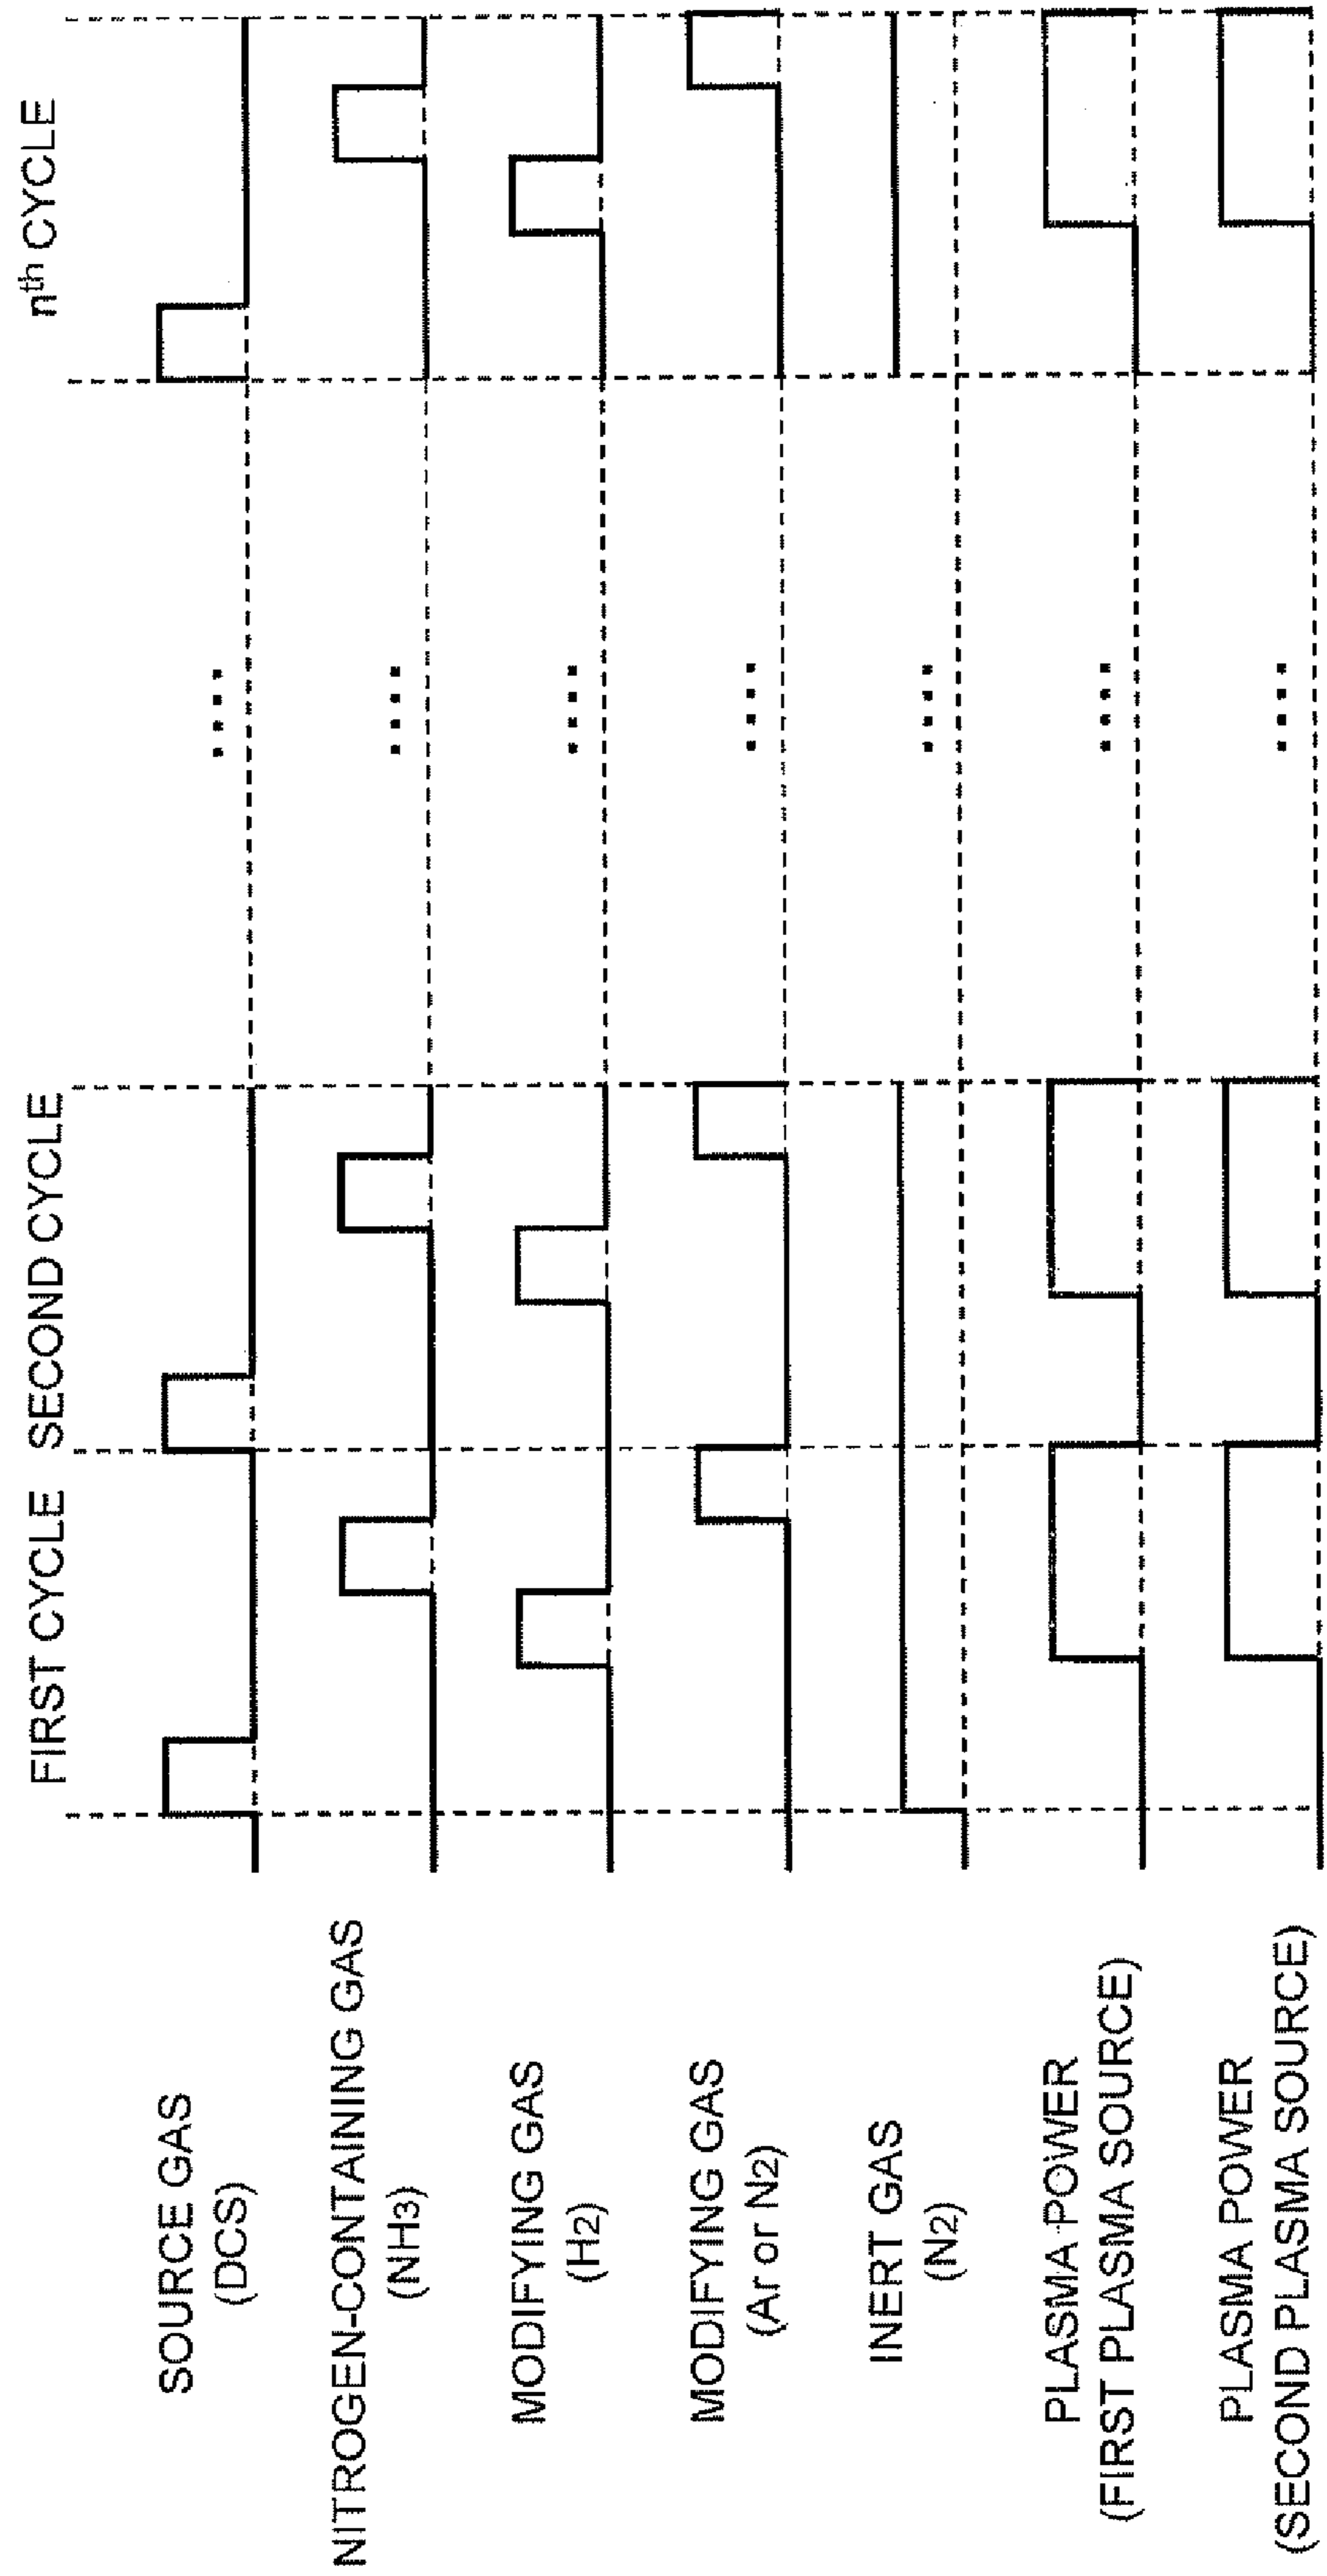 FIRST CYCLE
SECOND CYCLE
nth CYCLE
SOURCE GAS
(DCS)
NITROGEN-CONTAINING GAS
(NH3)
MODIFYING GAS
(H2)
MODIFYING GAS
(Ar or N2)
INERT GAS
(N2)
PLASMA POWER
(FIRST PLASMA SOURCE)
PLASMA POWER
(SECOND PLASMA SOURCE)